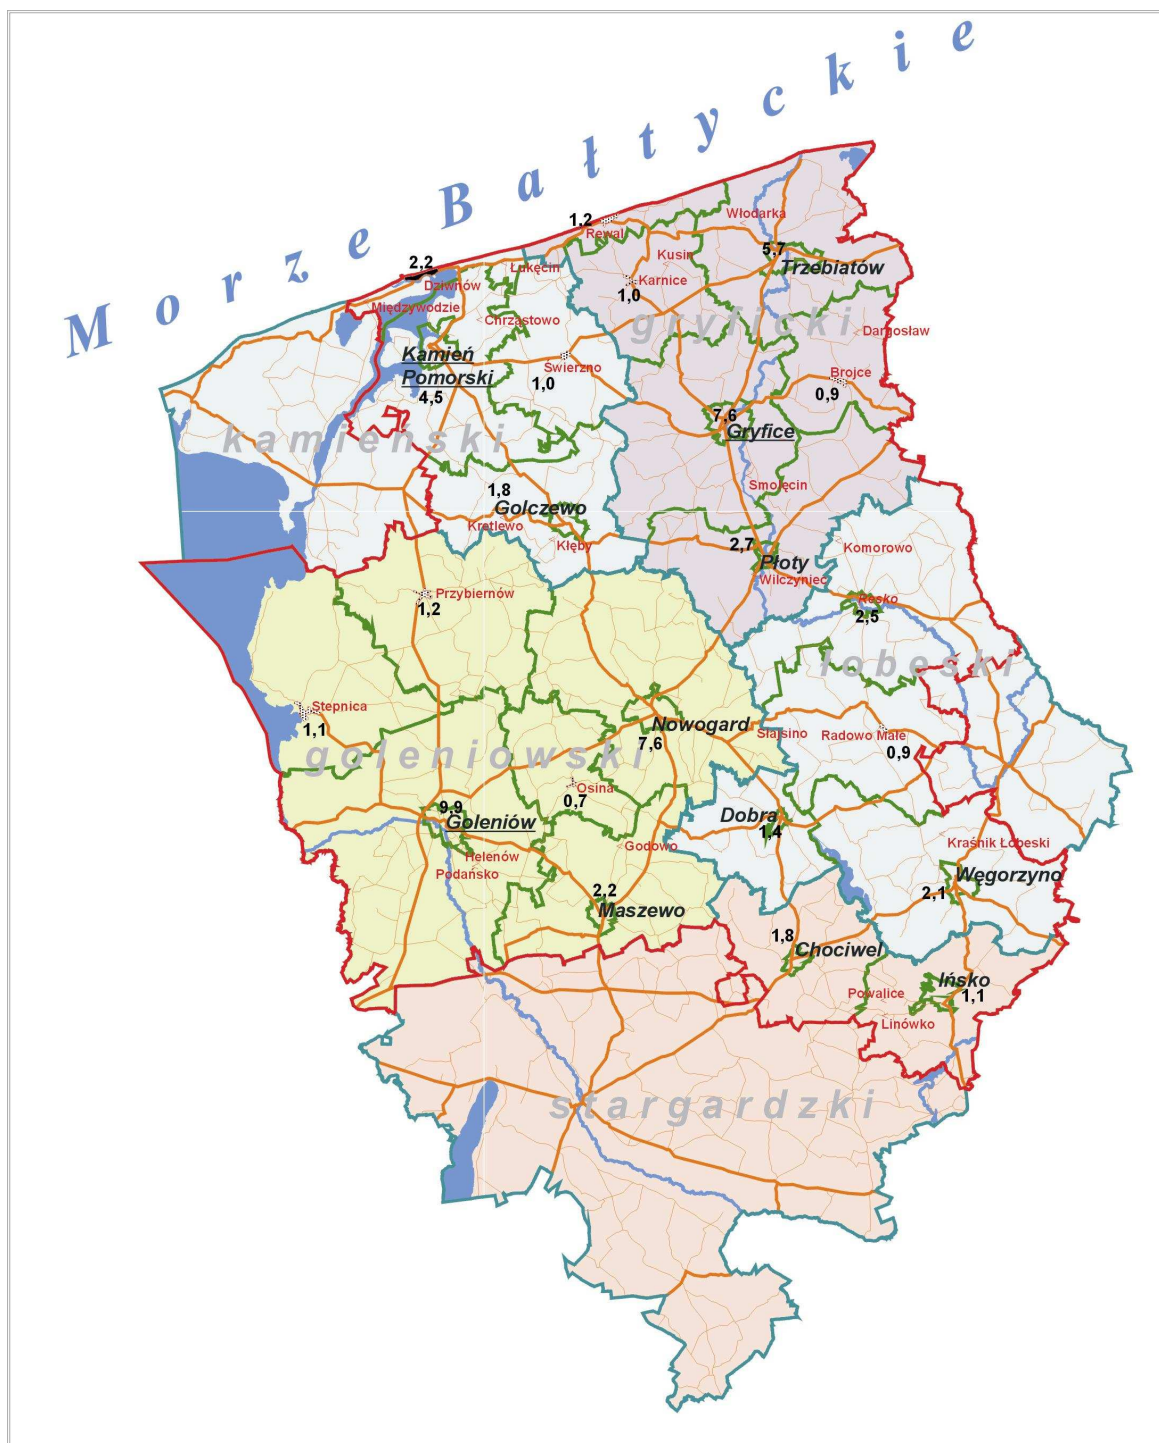 Morze Bałtyckie
Włodarka
1,2
Rewal
5,7
Kusin
Trzebiatów
2,2
Łukęcin
Dziwnów
Karnice
1,0
Międzywodzie
Chrząstowo
gryficki
Dargosław
Kamień
Pomorski
Świerzno
1,0
Brojce
0,9
4,5
7,6
Gryfice
kamieński
Smolęcin
1,8
Golczewo
Kretlewo
Kłęby
2,7
Płoty
Komorowo
Wilczyniec
Przybiernów
1,2
Resko
2,5
łobeski
Stepnica
1,1
Nowogard
7,6
Słajsino
Radowo Małe
0,9
goleniowski
Osina
0,7
9,9
Goleniów
Dobra
1,4
Helenów
Podańsko
Godowo
Kraśnik Łobeski
Węgorzyno
2,1
2,2
Maszewo
1,8
Chociwel
Ińsko
1,1
Powalice
Linówko
stargardzki